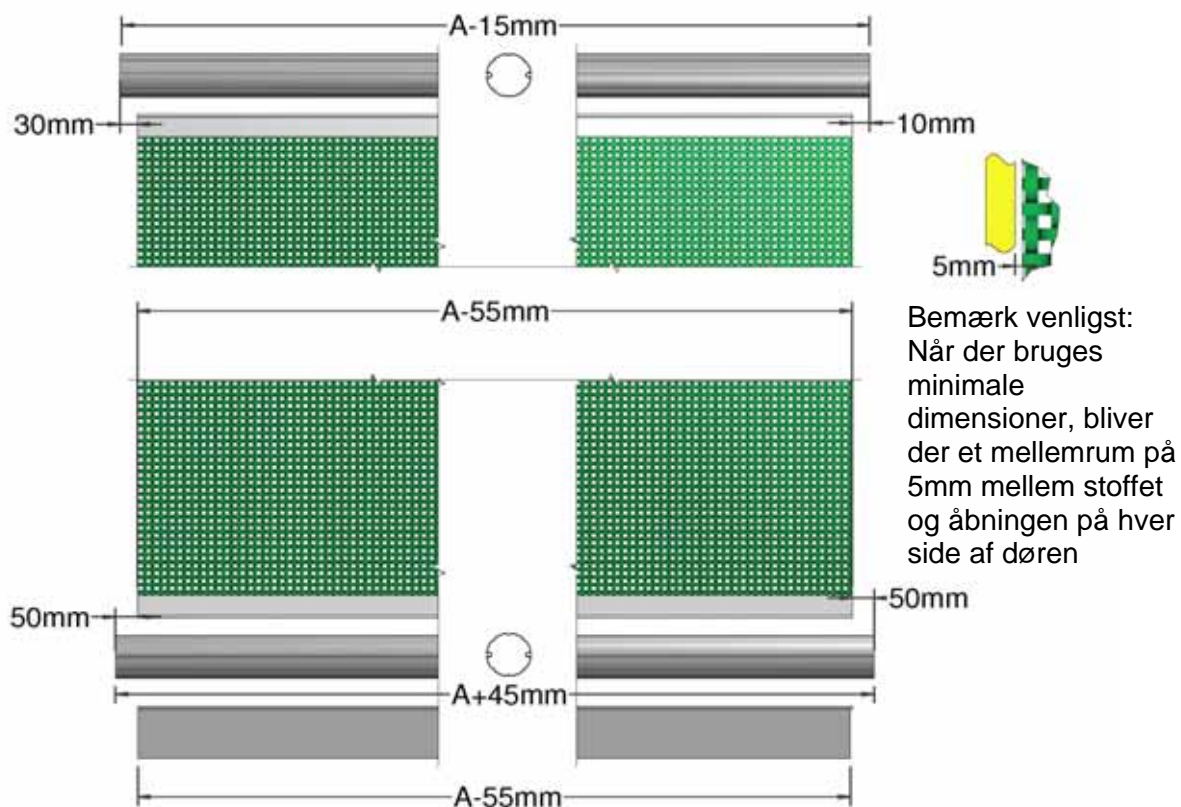 A-15mm
30mm
10mm
5mm
A-55mm
Bemærk venligst:
Når der bruges
minimale
dimensioner, bliver
der et mellemrum på
5mm mellem stoffet
og åbningen på hver
side af døren
50mm
50mm
A+45mm
A-55mm